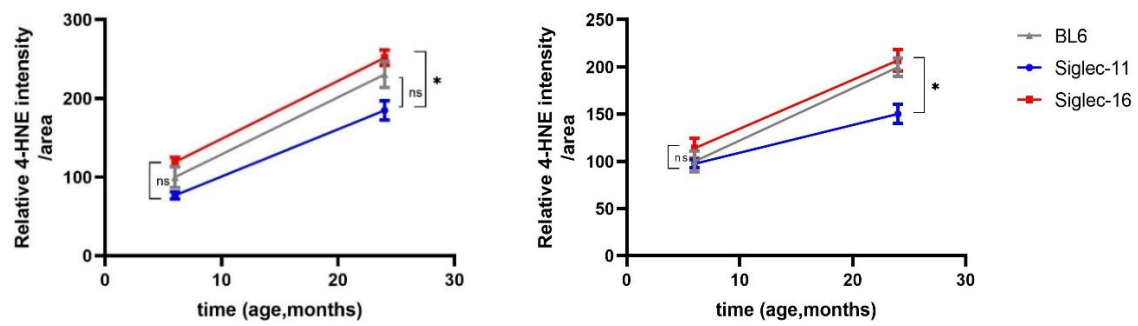 Relative 4-HNE intensity
/area
300
200
100
0
ns
ns
*
0
10
20
30
time (age,months)
Relative 4-HNE intensity
/area
250
200
150
100
50
0
ns
*
0
10
20
30
time (age,months)
BL6
Siglec-11
Siglec-16